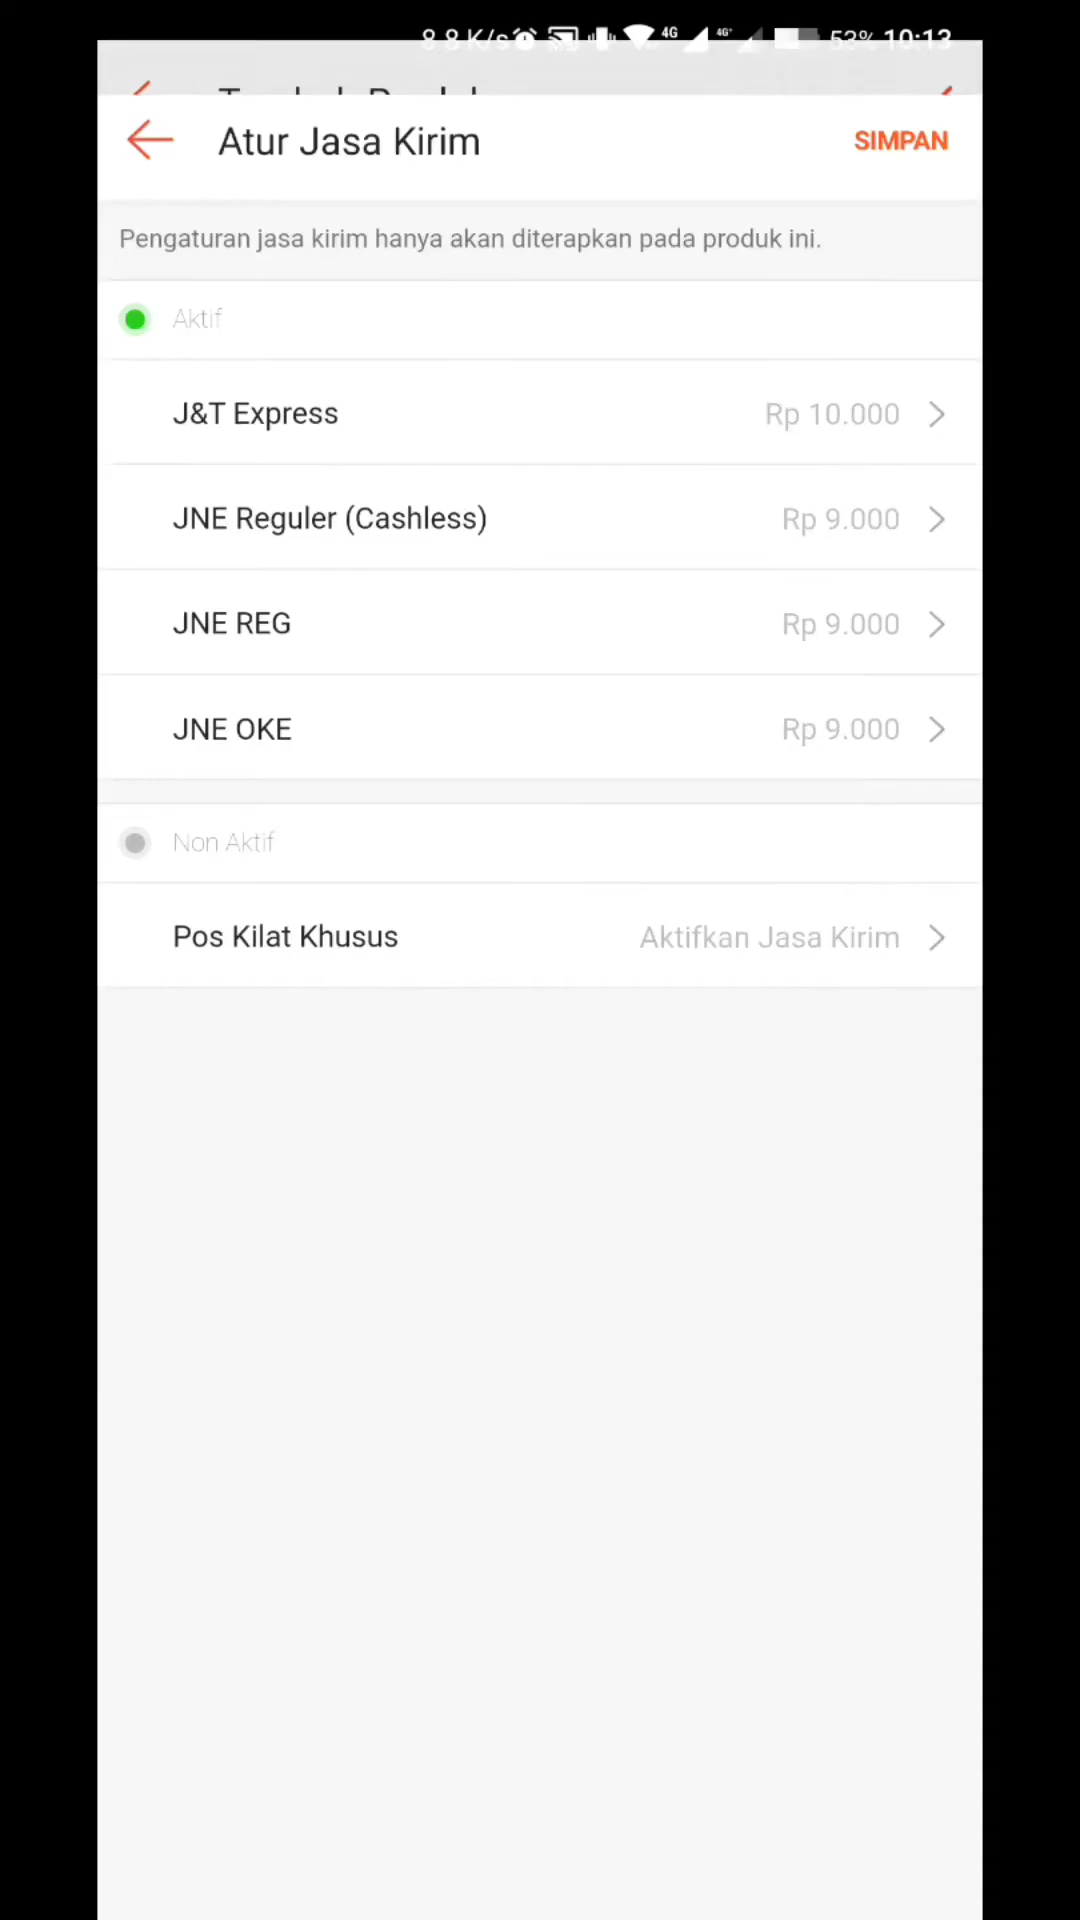 8.8 K/s 4G 4G+ 53% 10:13
Atur Jasa Kirim
SIMPAN
Pengaturan jasa kirim hanya akan diterapkan pada produk ini.
Aktif
J&T Express Rp 10.000
JNE Reguler (Cashless) Rp 9.000
JNE REG Rp 9.000
JNE OKE Rp 9.000
Non Aktif
Pos Kilat Khusus Aktifkan Jasa Kirim